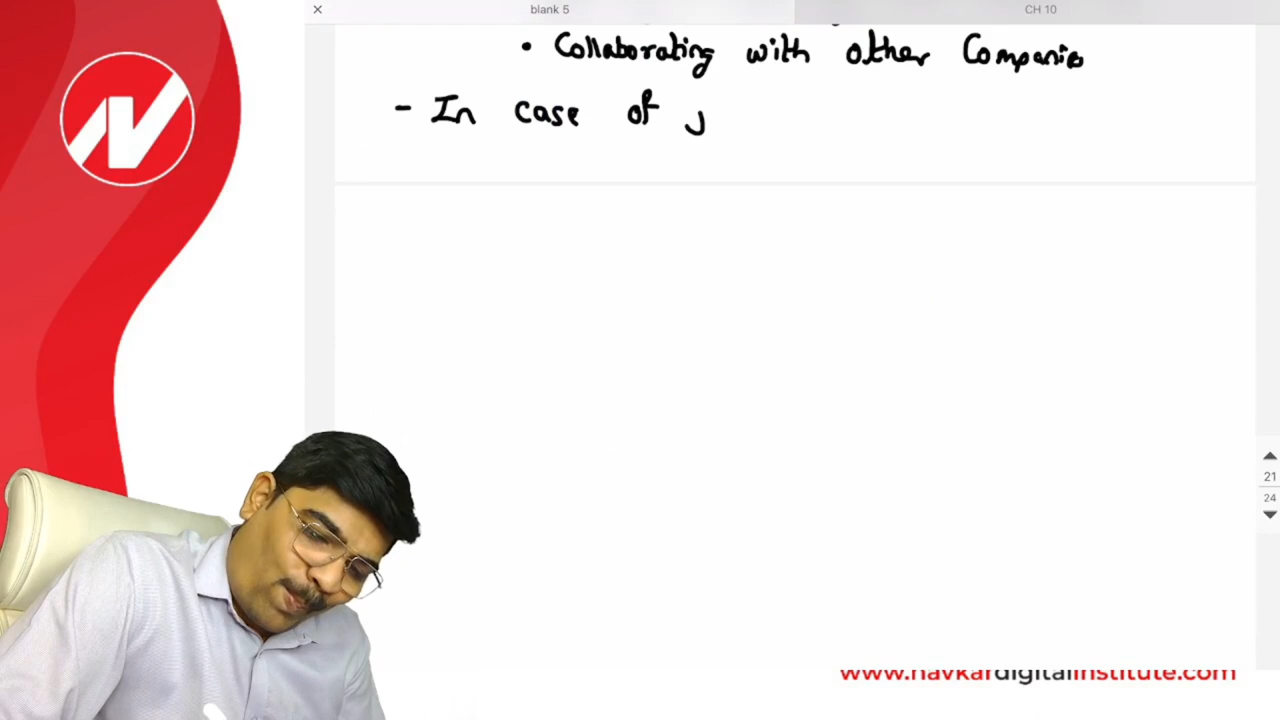 blank 5 CH 10
• Collaborating with other Companies
- In case of
21
24
www.navkardigitalinstitute.com